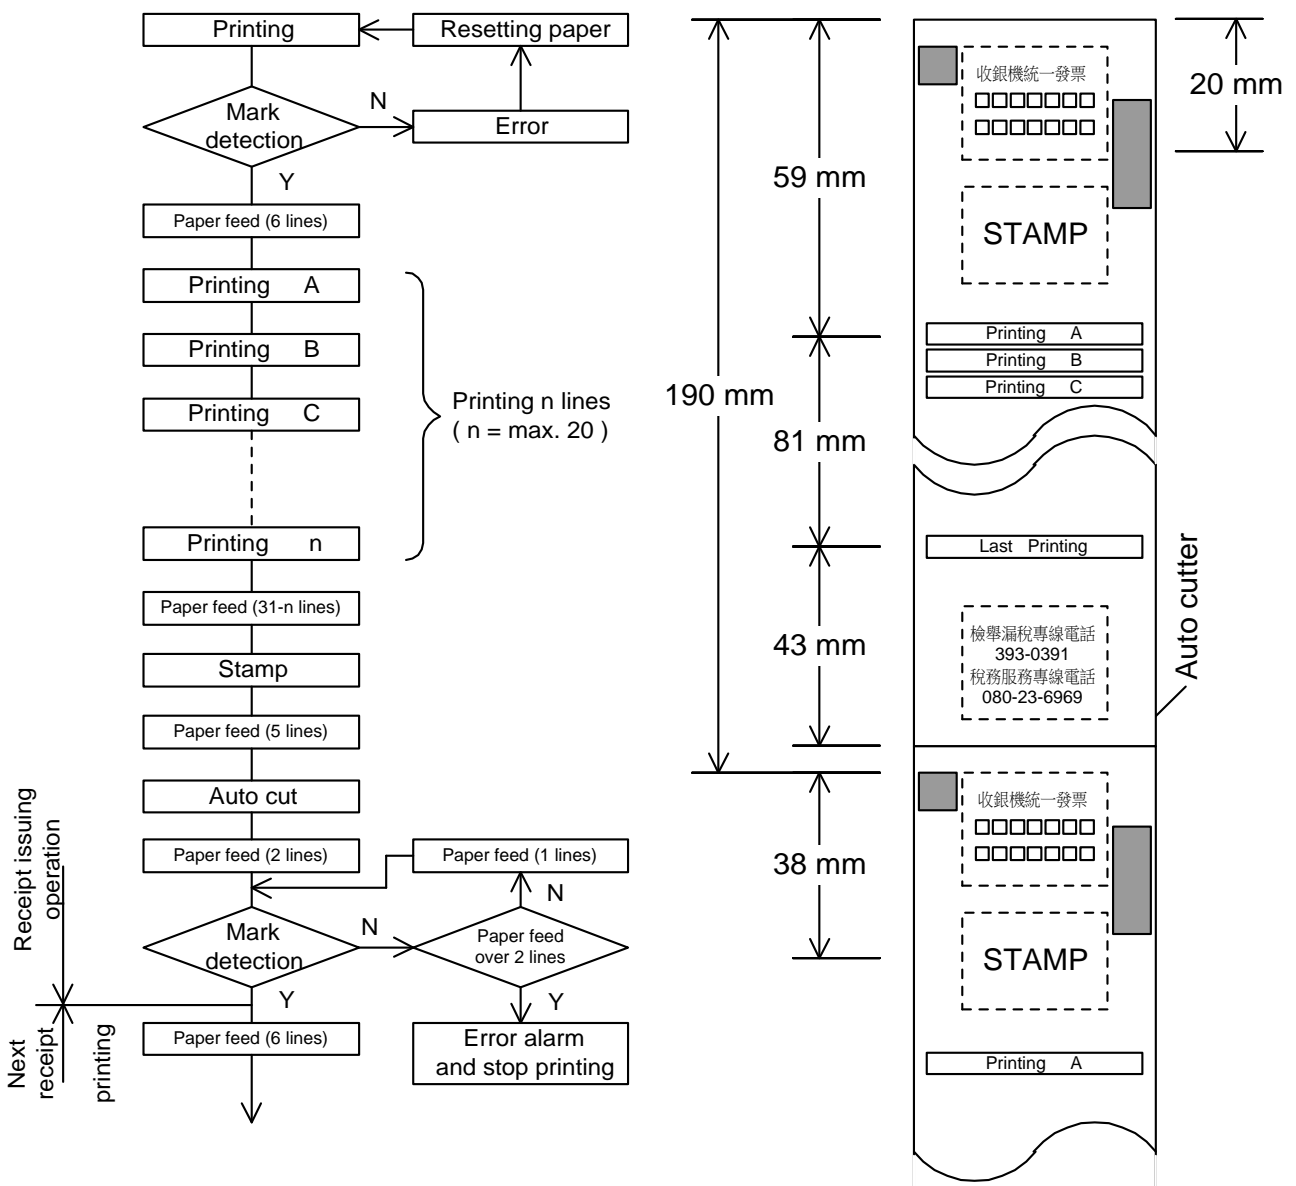 Printing
Resetting paper
Mark
detection
N
Error
Y
Paper feed (6 lines)
Printing A
Printing B
Printing C
Printing n lines
( n = max. 20 )
Printing n
Paper feed (31-n lines)
Stamp
Paper feed (5 lines)
Auto cut
Paper feed (2 lines)
Paper feed (1 lines)
N
Mark
detection
N
Paper feed
over 2 lines
Y
Y
Paper feed (6 lines)
Error alarm
and stop printing
Receipt issuing
operation
Next
receipt
printing
190 mm
59 mm
81 mm
43 mm
38 mm
20 mm
收銀機統一發票
STAMP
Printing A
Printing B
Printing C
Last Printing
檢舉漏稅專線電話
393-0391
稅務服務專線電話
080-23-6969
Auto cutter
收銀機統一發票
STAMP
Printing A